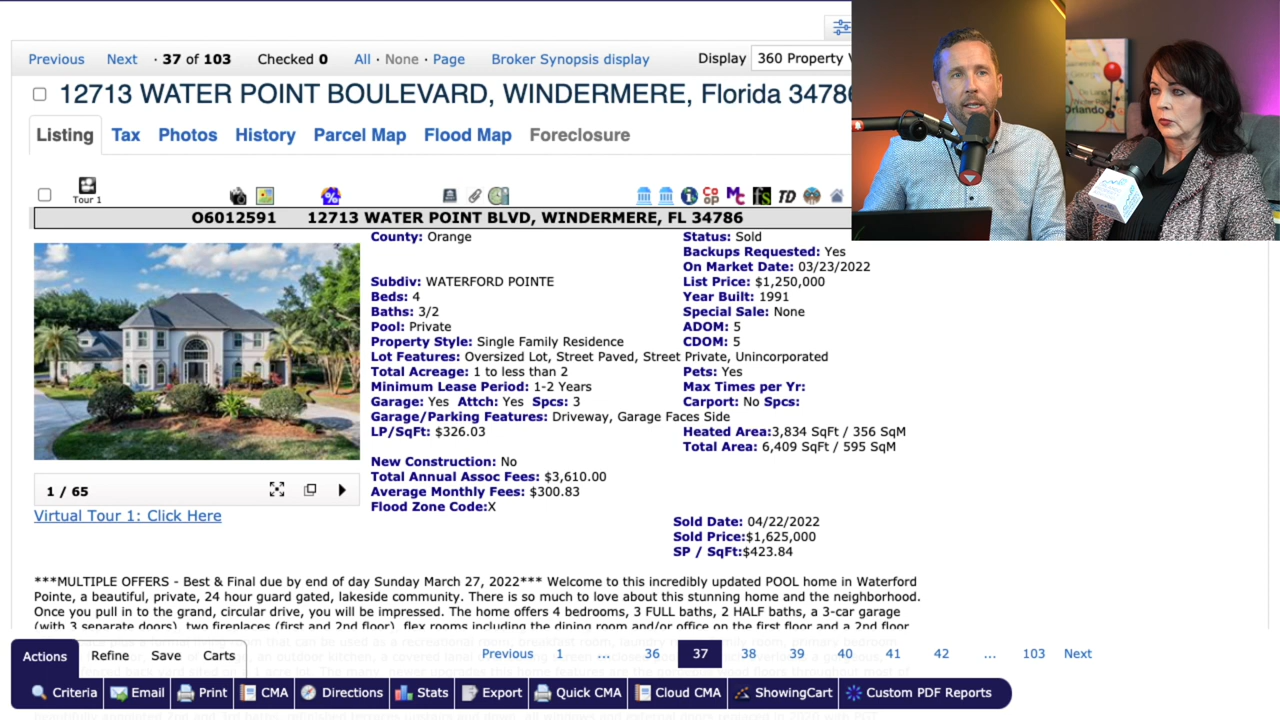 Previous Next · 37 of 103 Checked 0 All · None · Page Broker Synopsis display Display 360 Property V
12713 WATER POINT BOULEVARD, WINDERMERE, Florida 34786
Listing Tax Photos History Parcel Map Flood Map Foreclosure
Tour 1
O6012591 12713 WATER POINT BLVD, WINDERMERE, FL 34786
County: Orange
Status: Sold
Backups Requested: Yes
On Market Date: 03/23/2022
Subdiv: WATERFORD POINTE
List Price: $1,250,000
Beds: 4
Year Built: 1991
Baths: 3/2
Special Sale: None
Pool: Private
ADOM: 5
Property Style: Single Family Residence
CDOM: 5
Lot Features: Oversized Lot, Street Paved, Street Private, Unincorporated
Total Acreage: 1 to less than 2
Pets: Yes
Minimum Lease Period: 1-2 Years
Max Times per Yr:
Garage: Yes Attch: Yes Spcs: 3
Carport: No Spcs:
Garage/Parking Features: Driveway, Garage Faces Side
LP/SqFt: $326.03
Heated Area:3,834 SqFt / 356 SqM
Total Area: 6,409 SqFt / 595 SqM
New Construction: No
Total Annual Assoc Fees: $3,610.00
Average Monthly Fees: $300.83
Flood Zone Code:X
Sold Date: 04/22/2022
Sold Price:$1,625,000
SP / SqFt:$423.84
1 / 65
Virtual Tour 1: Click Here
***MULTIPLE OFFERS - Best & Final due by end of day Sunday March 27, 2022*** Welcome to this incredibly updated POOL home in Waterford
Pointe, a beautiful, private, 24 hour guard gated, lakeside community. There is so much to love about this stunning home and the neighborhood.
Once you pull in to the grand, circular drive, you will be impressed. The home offers 4 bedrooms, 3 FULL baths, 2 HALF baths, a 3-car garage
(with 3 separate doors), two fireplaces (first and 2nd floor), flex rooms including the dining room and/or office on the first floor and a 2nd floor
Actions Refine Save Carts
Previous 1 ... 36 37 38 39 40 41 42 ... 103 Next
Criteria Email Print CMA Directions Stats Export Quick CMA Cloud CMA ShowingCart Custom PDF Reports
Orlando